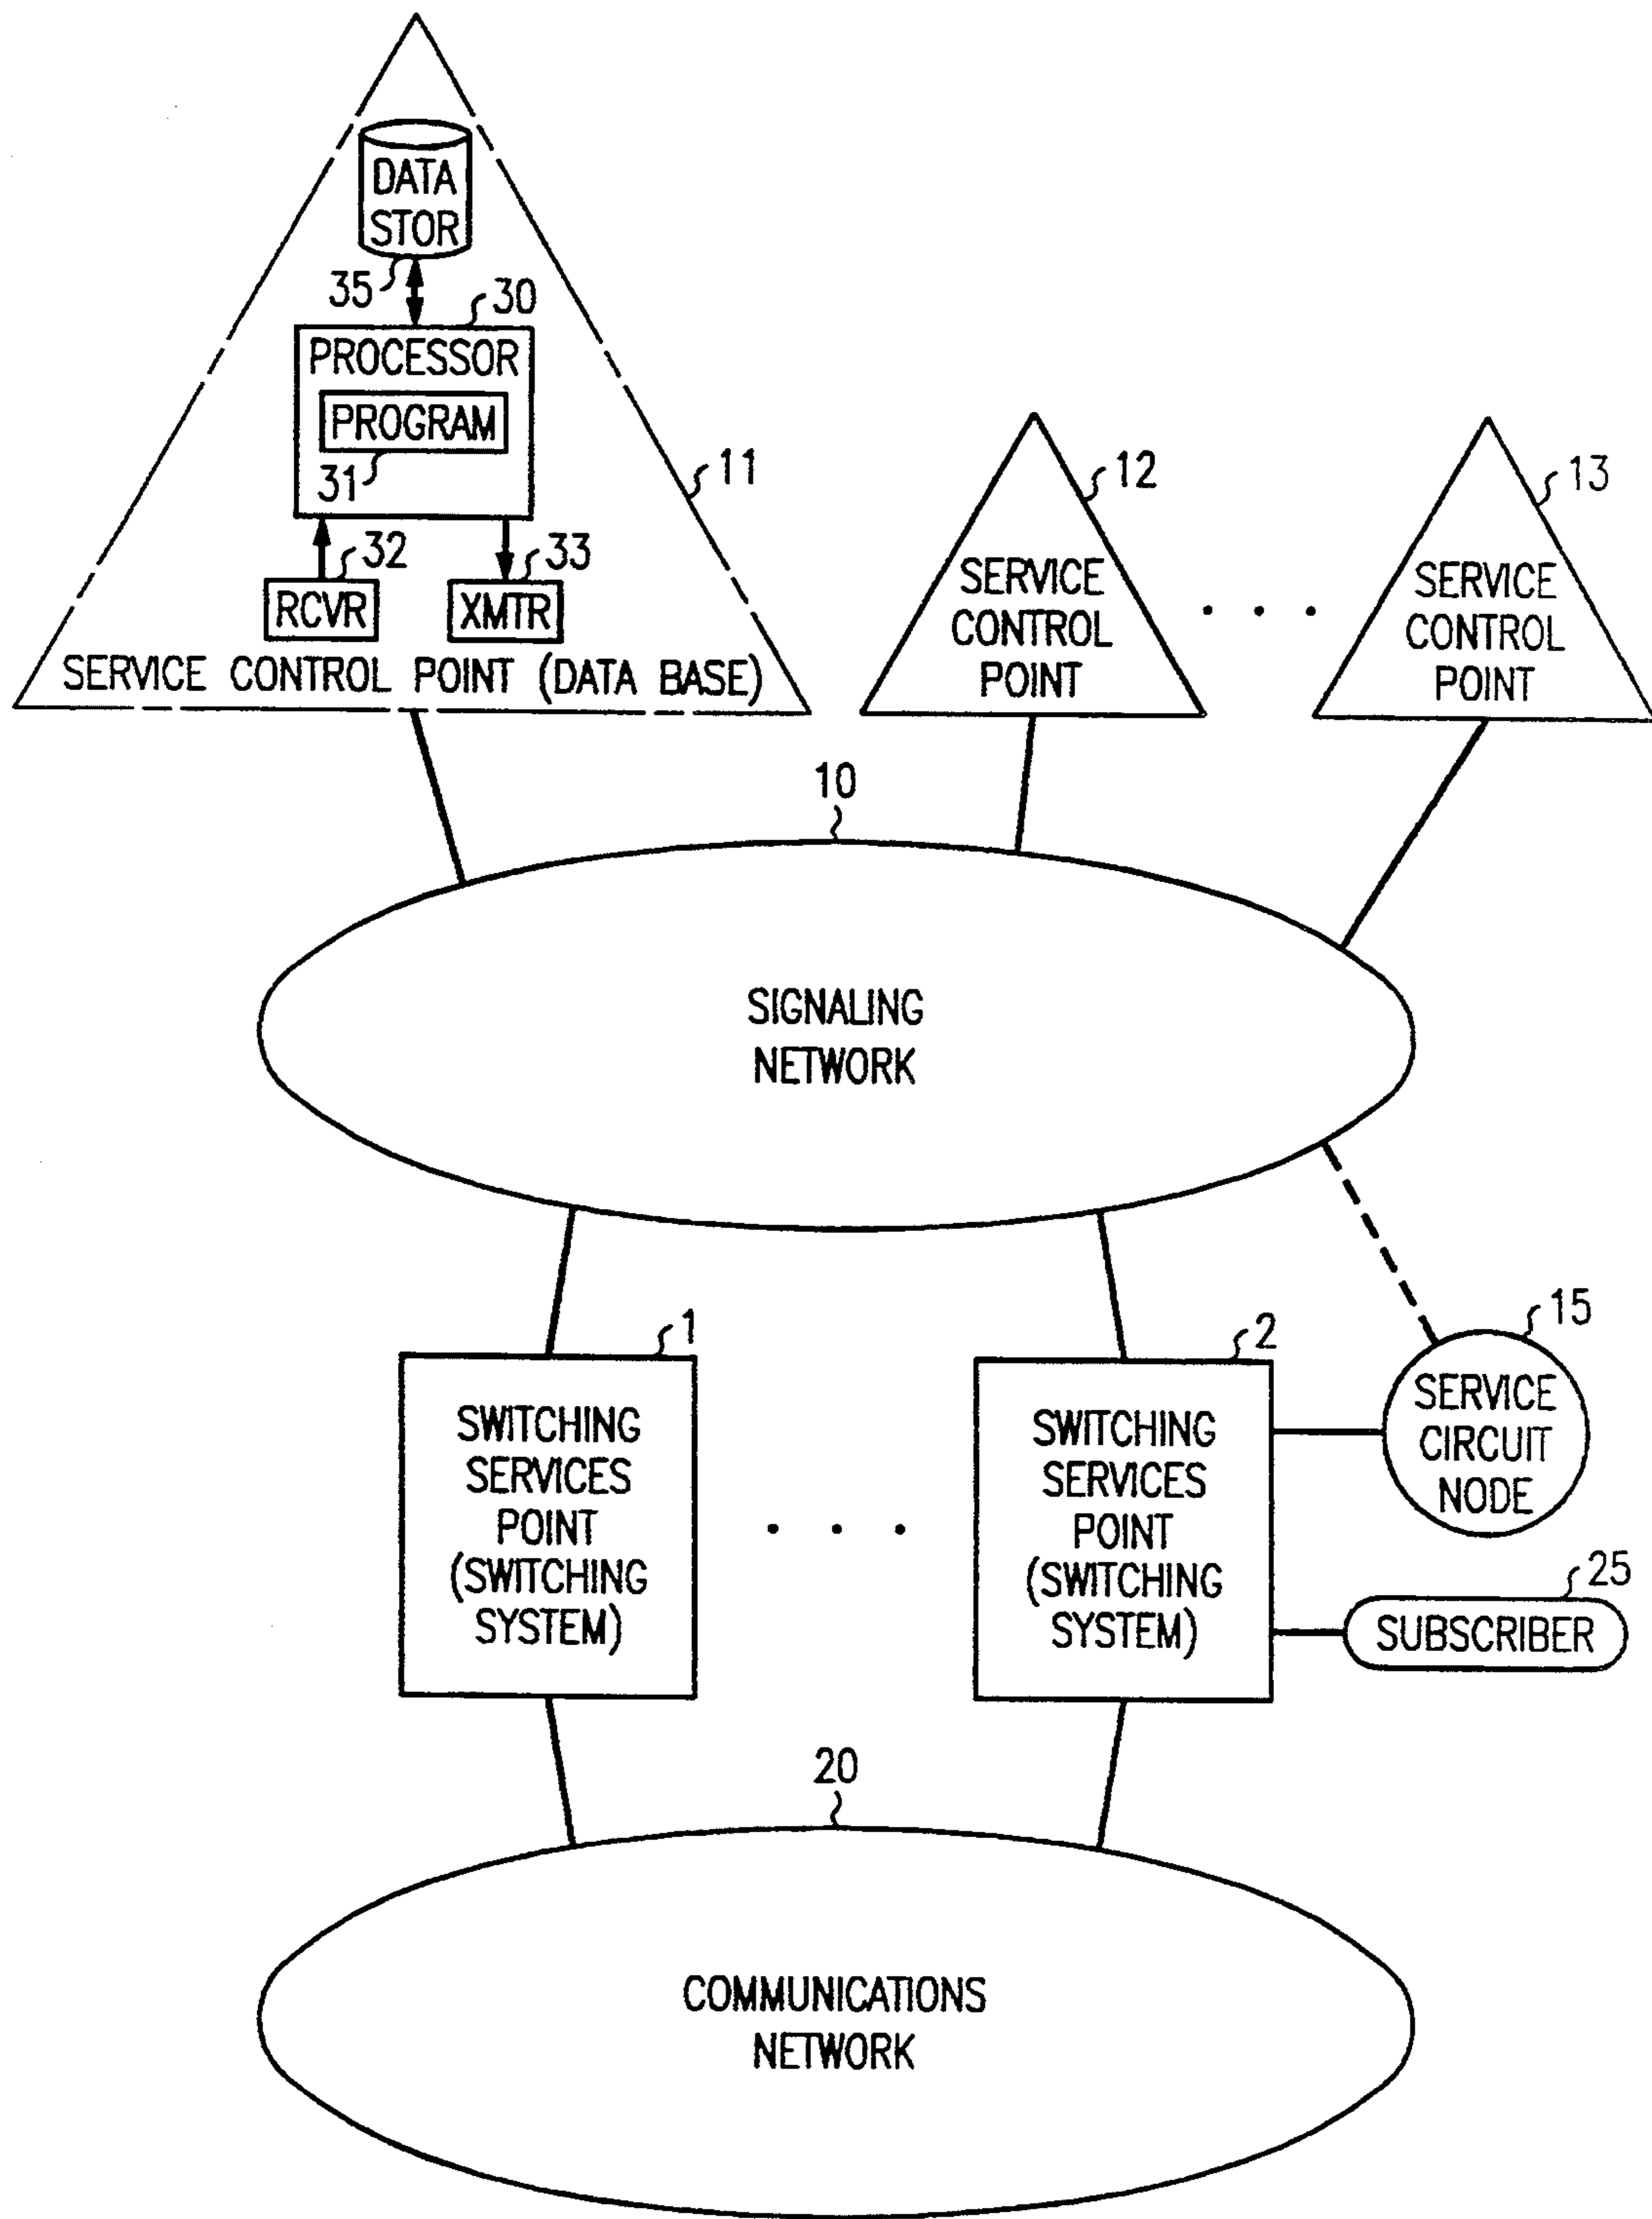 DATA
STOR
35
30
PROCESSOR
PROGRAM
31
11
32
33
RCVR
XMTR
SERVICE CONTROL POINT (DATA BASE)
12
SERVICE
CONTROL
POINT
13
SERVICE
CONTROL
POINT
10
SIGNALING
NETWORK
1
SWITCHING
SERVICES
POINT
(SWITCHING
SYSTEM)
2
SWITCHING
SERVICES
POINT
(SWITCHING
SYSTEM)
15
SERVICE
CIRCUIT
NODE
25
SUBSCRIBER
20
COMMUNICATIONS
NETWORK